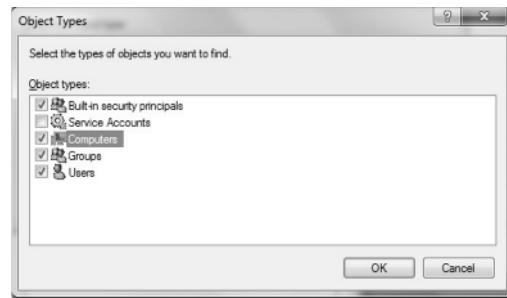 Object Types
Select the types of objects you want to find.
Object types:
Built-in security principals
Service Accounts
Computers
Groups
Users
OK
Cancel